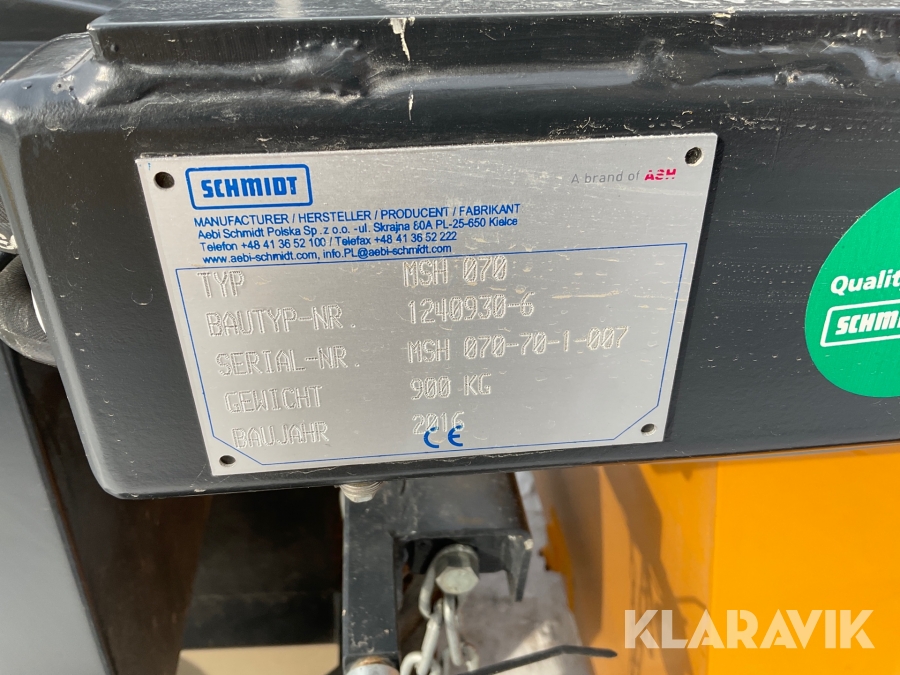 SCHMIDT
A brand of ASH
MANUFACTURER / HERSTELLER / PRODUCENT / FABRIKANT
Aebi Schmidt Polska Sp. z o.o. -ul. Skrajna 80A PL-25-650 Kielce
Telefon +48 41 36 52 100 / Telefax +48 41 36 52 222
www.aebi-schmidt.com, info.PL@aebi-schmidt.com
TYP MSH 070
BAUTYP-NR. 1240930-6
SERIAL-NR. MSH 070-70-1-007
GEWICHT 900 KG
BAUJAHR 2016
CE
Quality
SCHMI
KLARAVIK